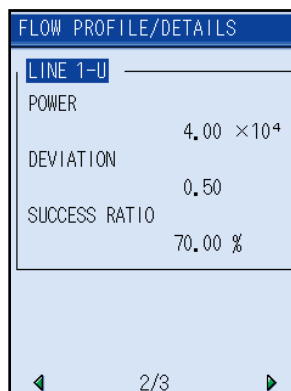 FLOW PROFILE/DETAILS
LINE 1-U
POWER
4.00 ×10⁴
DEVIATION
0.50
SUCCESS RATIO
70.00 %
2/3